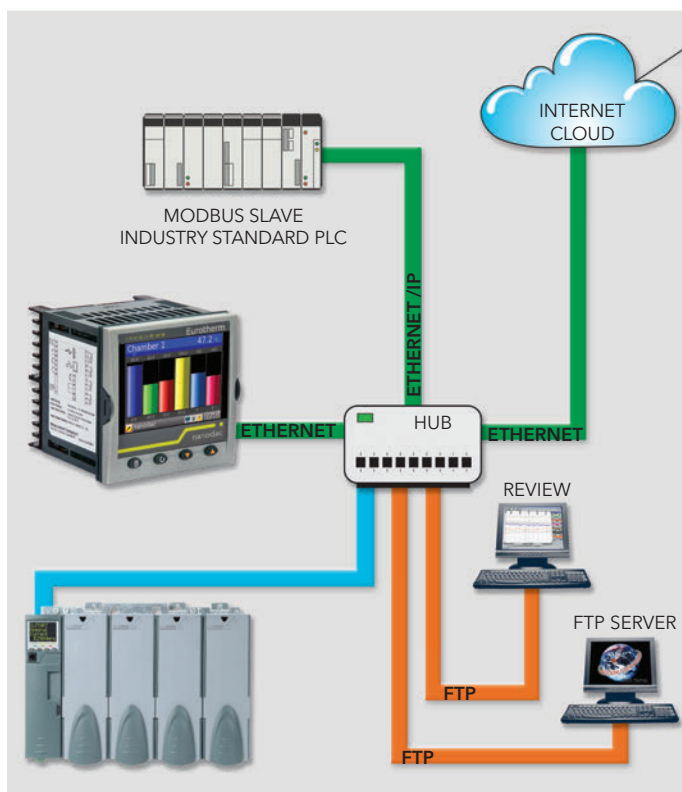 INTERNET
CLOUD
MODBUS SLAVE
INDUSTRY STANDARD PLC
ETHERNET /IP
Eurotherm
Chamber 1
47.2
nanodac
ETHERNET
HUB
ETHERNET
REVIEW
FTP SERVER
FTP
FTP